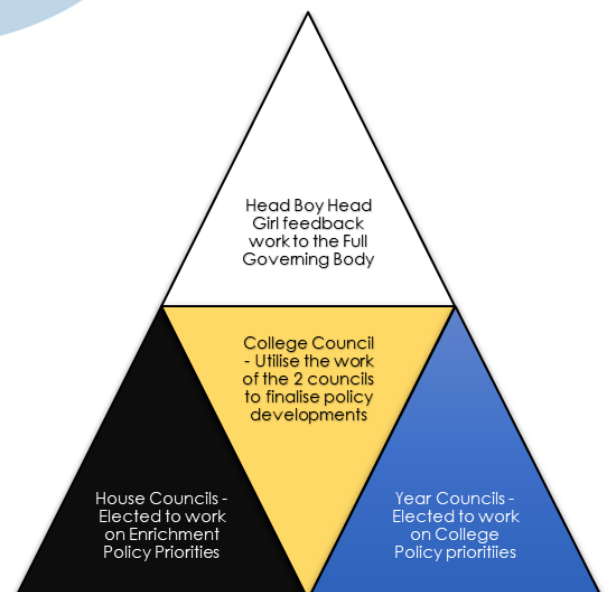 Head Boy Head
Girl feedback
work to the Full
Governing Body
College Council
- Utilise the work
of the 2 councils
to finalise policy
developments
House Councils -
Elected to work
on Enrichment
Policy Priorities
Year Councils -
Elected to work
on College
Policy prioritiies